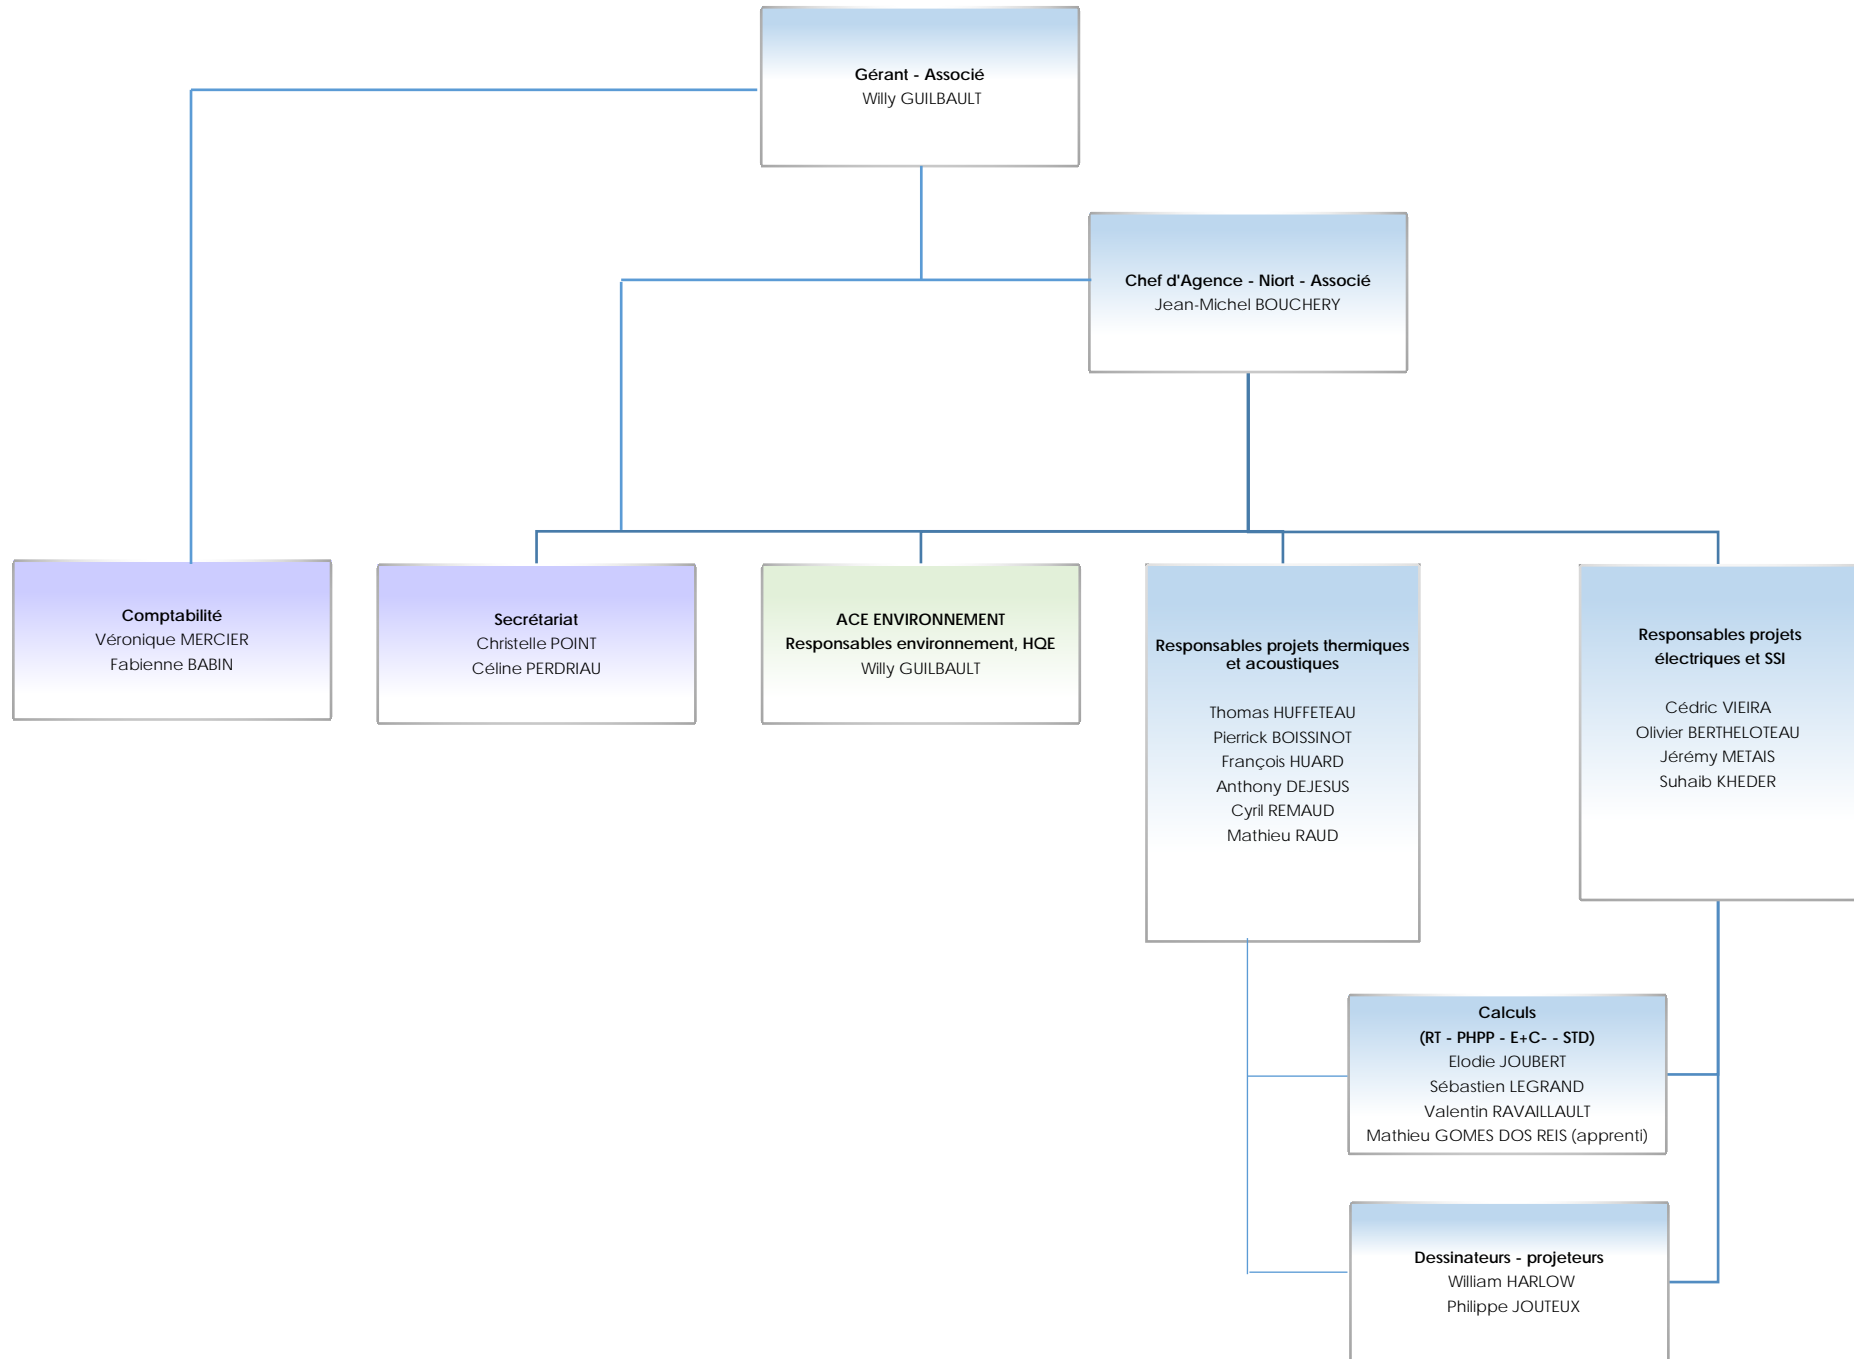 Gérant - Associé
Willy GUILBAULT
Chef d'Agence - Niort - Associé
Jean-Michel BOUCHERY
Comptabilité
Véronique MERCIER
Fabienne BABIN
Secrétariat
Christelle POINT
Céline PERDRIAU
ACE ENVIRONNEMENT
Responsables environnement, HQE
Willy GUILBAULT
Responsables projets thermiques
et acoustiques
Thomas HUFFETEAU
Pierrick BOISSINOT
François HUARD
Anthony DEJESUS
Cyril REMAUD
Mathieu RAUD
Responsables projets
électriques et SSI
Cédric VIEIRA
Olivier BERTHELOTEAU
Jérémy METAIS
Suhaib KHEDER
Calculs
(RT - PHPP - E+C- - STD)
Elodie JOUBERT
Sébastien LEGRAND
Valentin RAVAILLAULT
Mathieu GOMES DOS REIS (apprenti)
Dessinateurs - projeteurs
William HARLOW
Philippe JOUTEUX